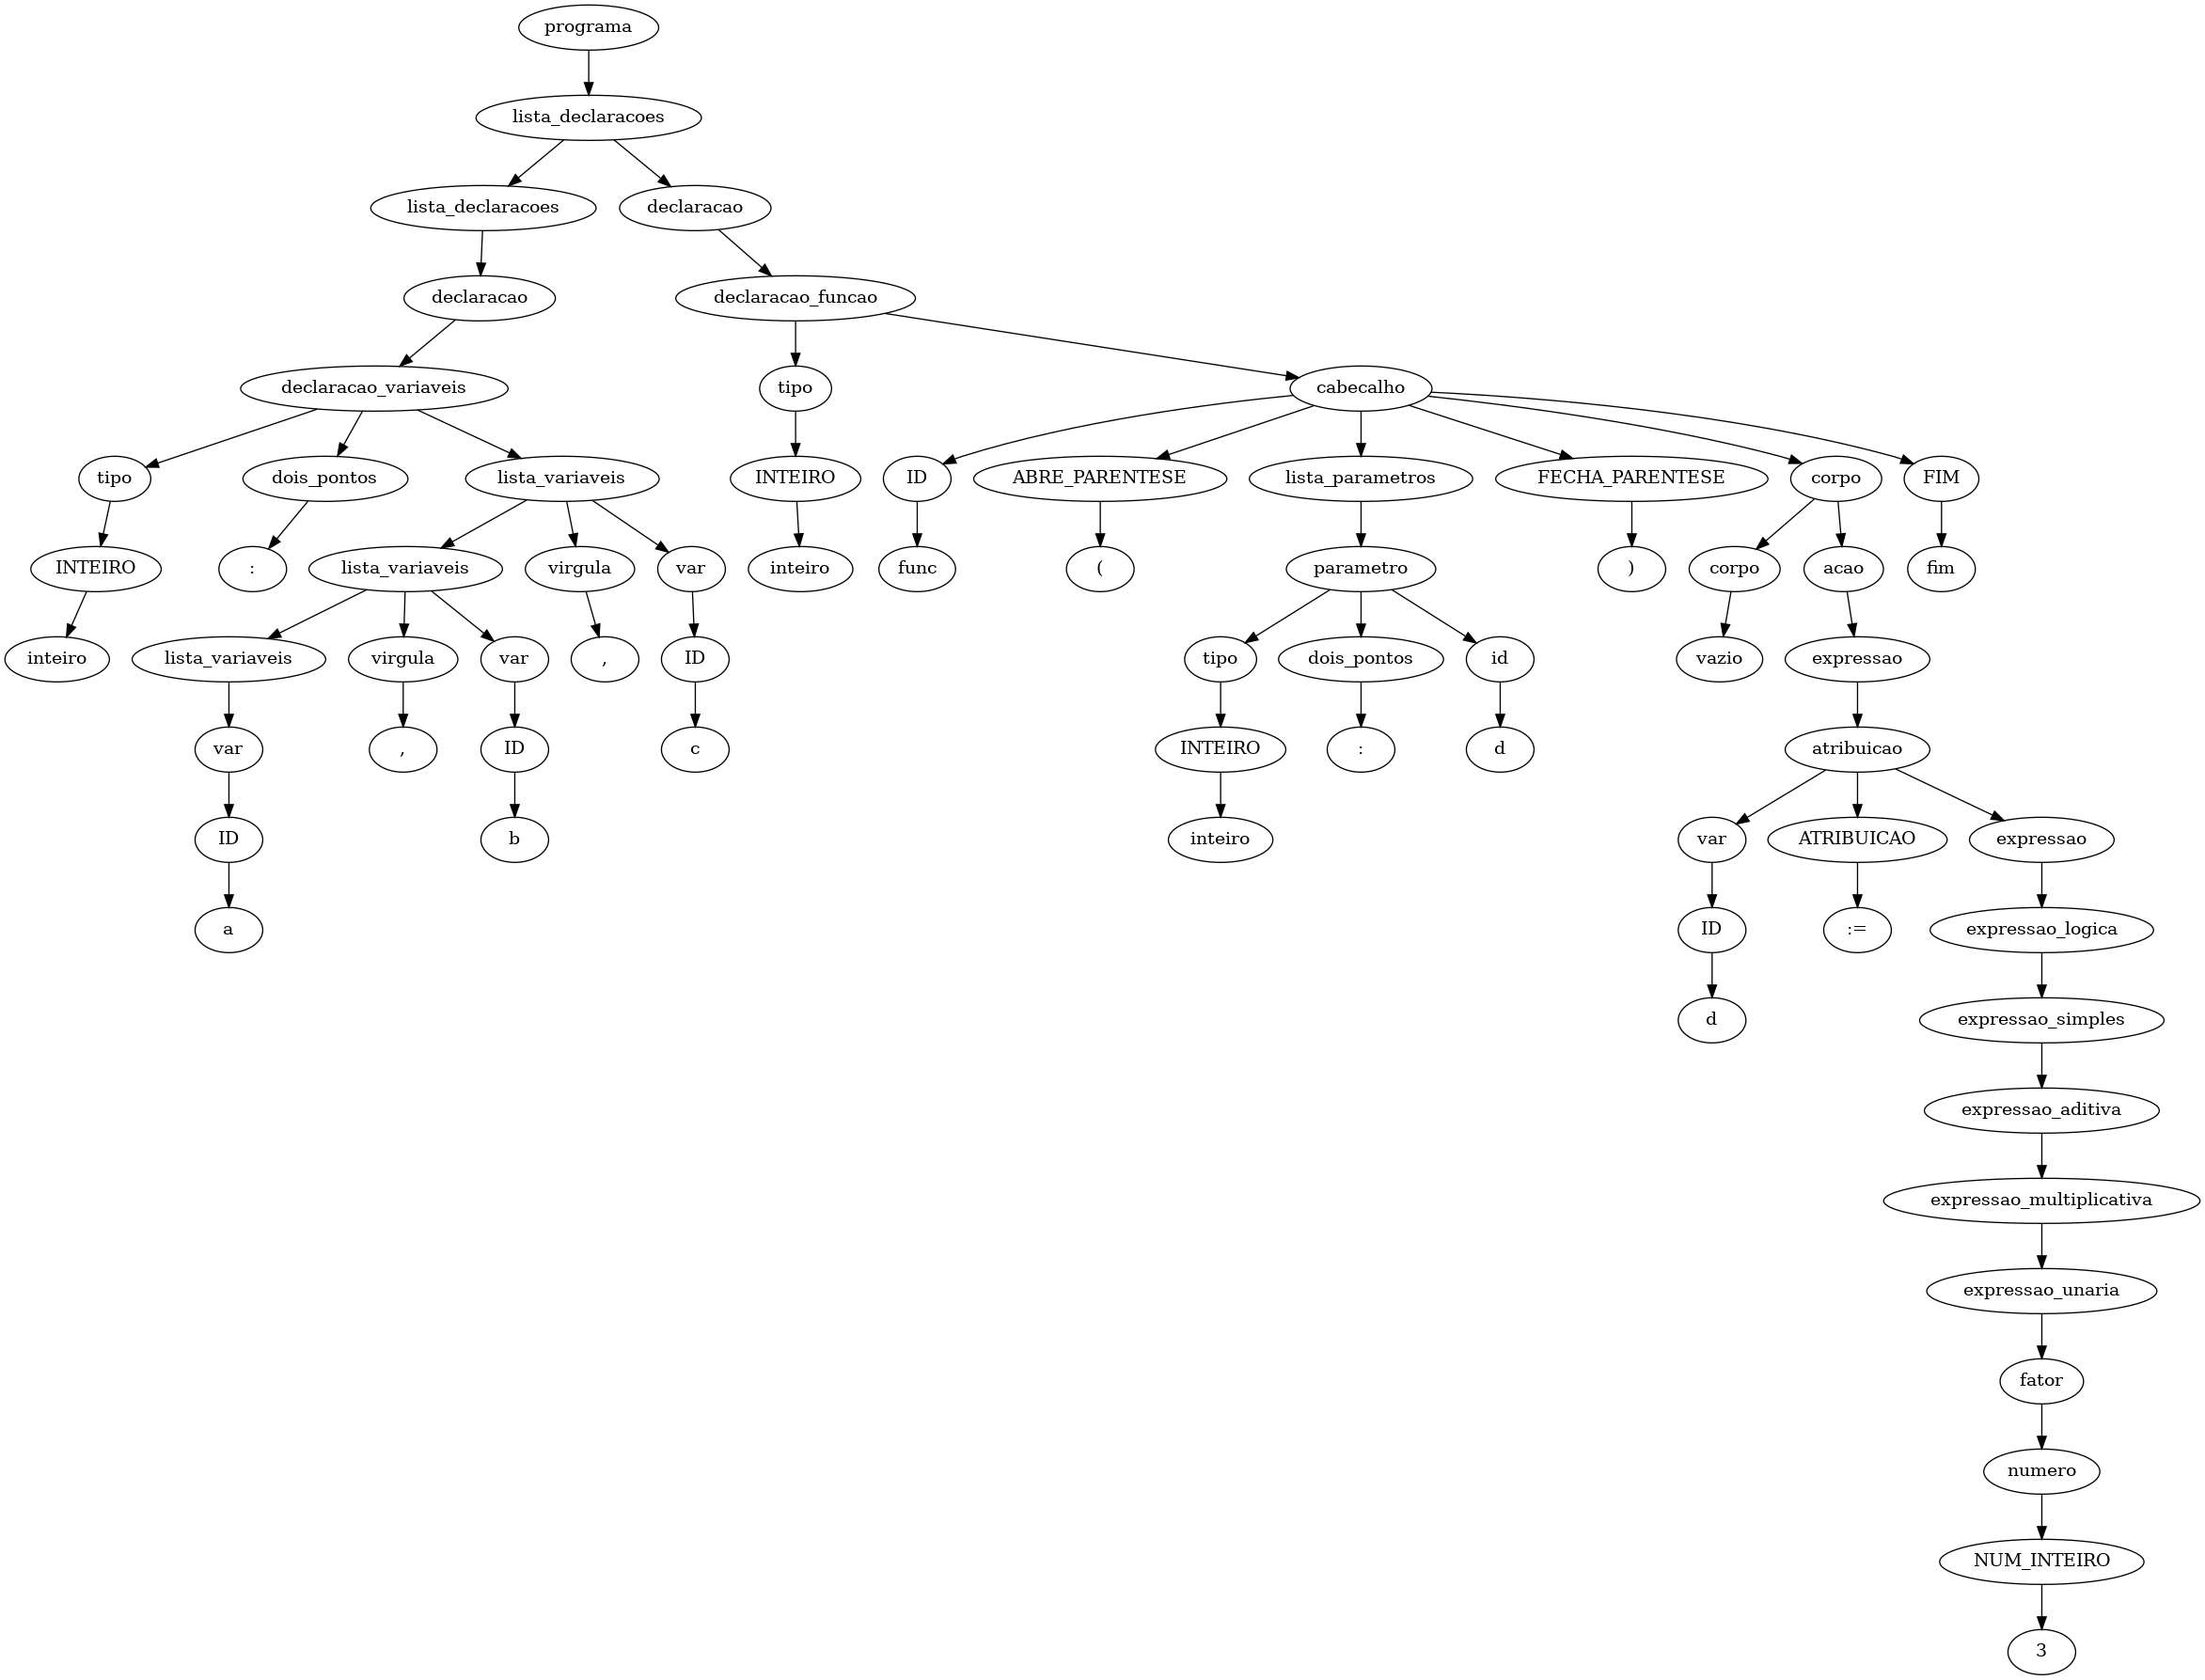 programa
lista_declaracoes
lista_declaracoes
declaracao
declaracao
declaracao_funcao
declaracao_variaveis
tipo
cabecalho
tipo
dois_pontos
lista_variaveis
INTEIRO
ID
ABRE_PARENTESE
lista_parametros
FECHA_PARENTESE
corpo
FIM
INTEIRO
:
lista_variaveis
virgula
var
inteiro
func
(
parametro
)
corpo
acao
fim
inteiro
lista_variaveis
virgula
var
,
ID
tipo
dois_pontos
id
vazio
expressao
var
,
ID
c
INTEIRO
:
d
atribuicao
ID
b
inteiro
var
ATRIBUICAO
expressao
a
ID
:=
expressao_logica
d
expressao_simples
expressao_aditiva
expressao_multiplicativa
expressao_unaria
fator
numero
NUM_INTEIRO
3